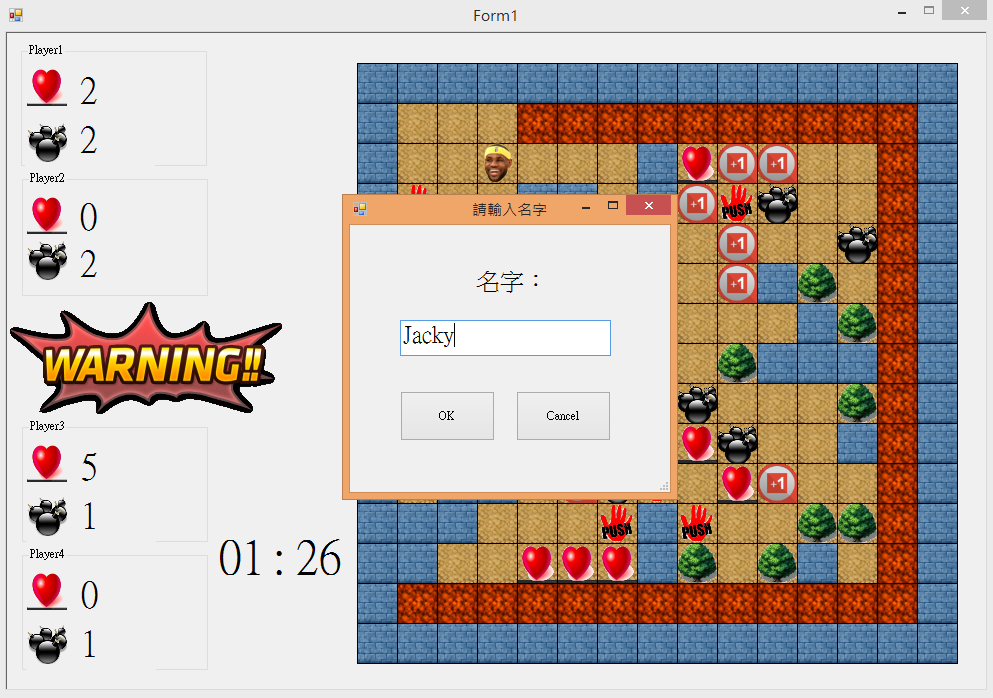 Form1
Player1
2
2
Player2
0
2
WARNING!!
Player3
5
1
Player4
0
1
01 : 26
請輸入名字
名字：
Jacky
OK
Cancel
+1
+1
+1
PUSH
+1
+1
+1
PUSH
PUSH